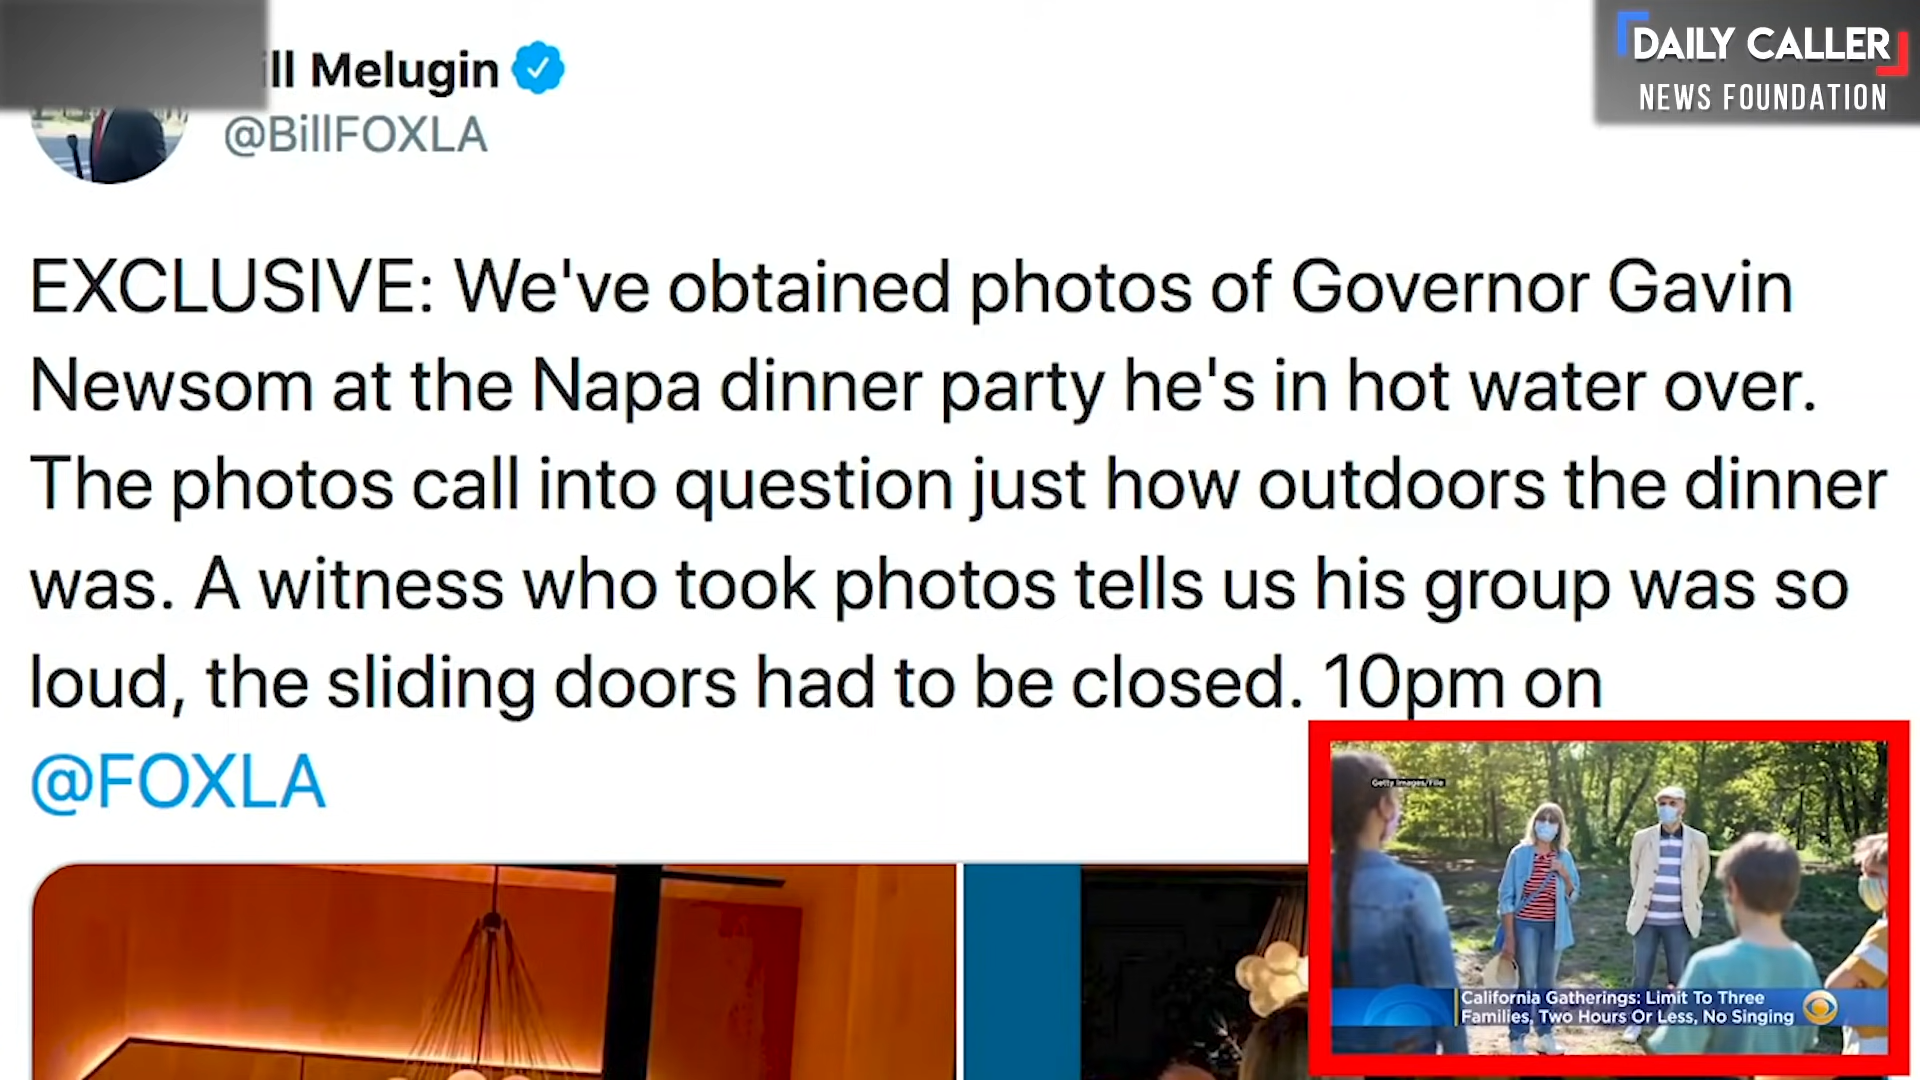 ill Melugin
@BillFOXLA
DAILY CALLER
NEWS FOUNDATION
EXCLUSIVE: We've obtained photos of Governor Gavin
Newsom at the Napa dinner party he's in hot water over.
The photos call into question just how outdoors the dinner
was. A witness who took photos tells us his group was so
loud, the sliding doors had to be closed. 10pm on
@FOXLA
Getty Images/File
California Gatherings: Limit To Three
Families, Two Hours Or Less, No Singing